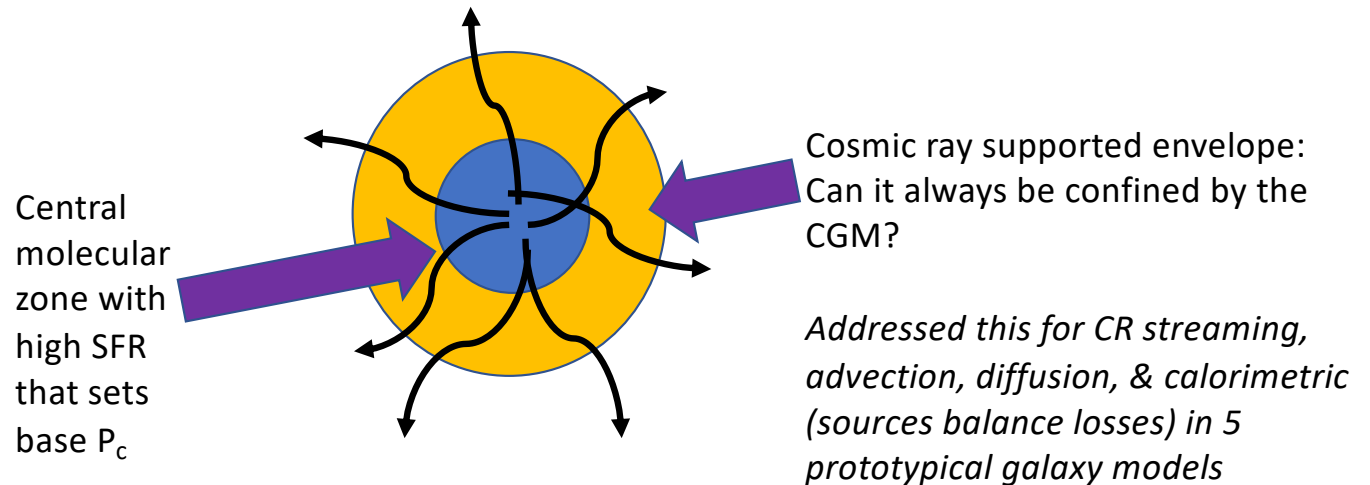 Central
molecular
zone with
high SFR
that sets
base P_c
Cosmic ray supported envelope:
Can it always be confined by the
CGM?
Addressed this for CR streaming,
advection, diffusion, & calorimetric
(sources balance losses) in 5
prototypical galaxy models